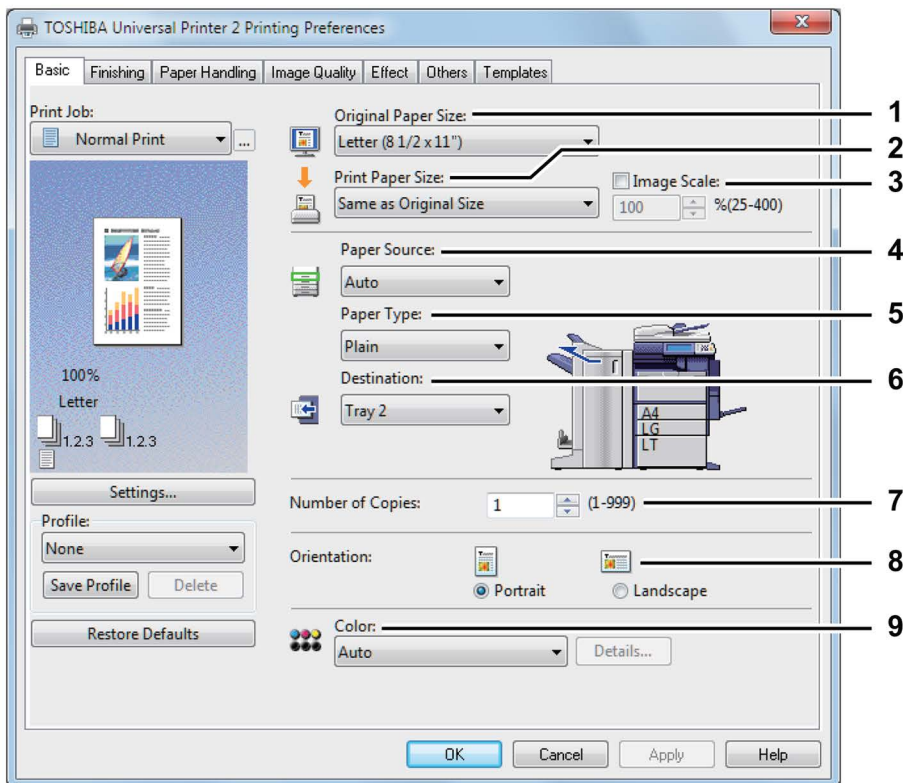 TOSHIBA Universal Printer 2 Printing Preferences
Basic Finishing Paper Handling Image Quality Effect Others Templates
Print Job:
Normal Print ...
100%
Letter
1.2.3 1.2.3
Settings...
Profile:
None
Save Profile Delete
Restore Defaults
Original Paper Size: 1
Letter (8 1/2 x 11")
Print Paper Size: 2
Same as Original Size
Image Scale: 3
100 %(25-400)
Paper Source: 4
Auto
Paper Type: 5
Plain
Destination: 6
Tray 2
A4
LG
LT
Number of Copies: 1 (1-999) 7
Orientation: 8
Portrait Landscape
Color: 9
Auto Details...
OK Cancel Apply Help